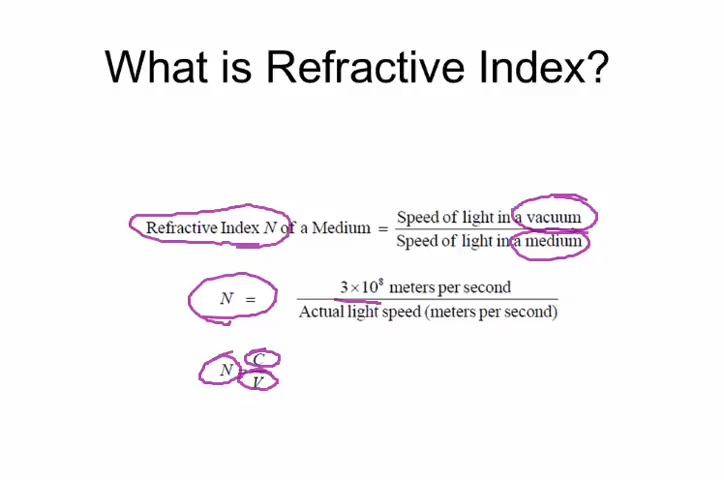 What is Refractive Index?
Refractive Index N of a Medium = Speed of light in a vacuum / Speed of light in a medium
N = 3×10⁸ meters per second / Actual light speed (meters per second)
N = C / V